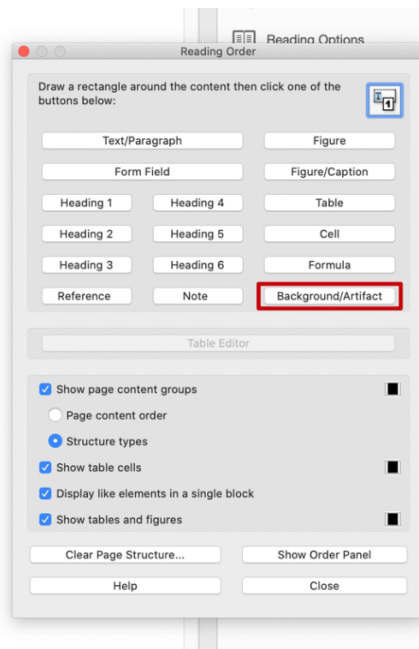 Reading Options
Reading Order
Draw a rectangle around the content then click one of the
buttons below:
Text/Paragraph Figure
Form Field Figure/Caption
Heading 1 Heading 4 Table
Heading 2 Heading 5 Cell
Heading 3 Heading 6 Formula
Reference Note Background/Artifact
Table Editor
Show page content groups
Page content order
Structure types
Show table cells
Display like elements in a single block
Show tables and figures
Clear Page Structure... Show Order Panel
Help Close